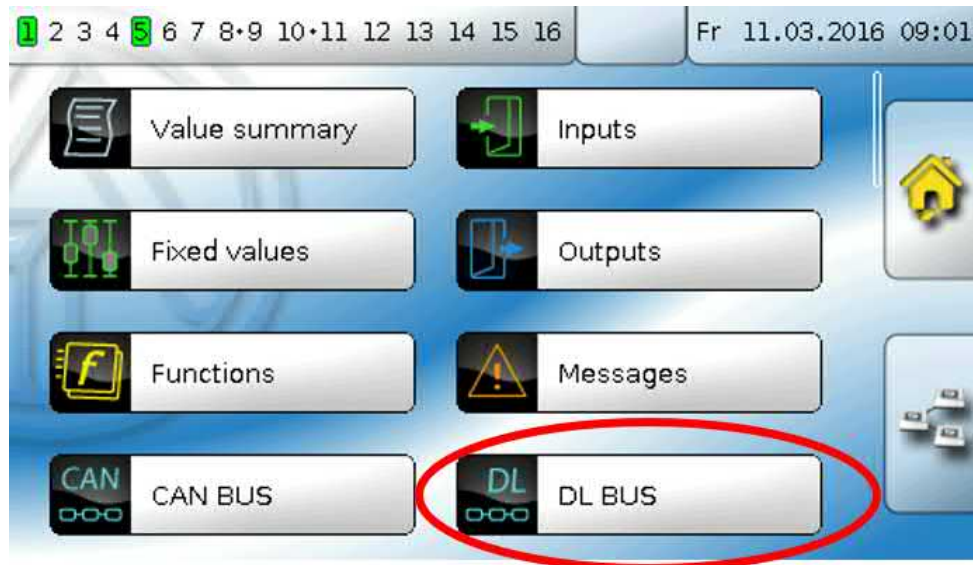 1 2 3 4 5 6 7 8•9 10•11 12 13 14 15 16
Fr 11.03.2016 09:01
Value summary
Inputs
Fixed values
Outputs
f Functions
Messages
CAN CAN BUS
DL DL BUS